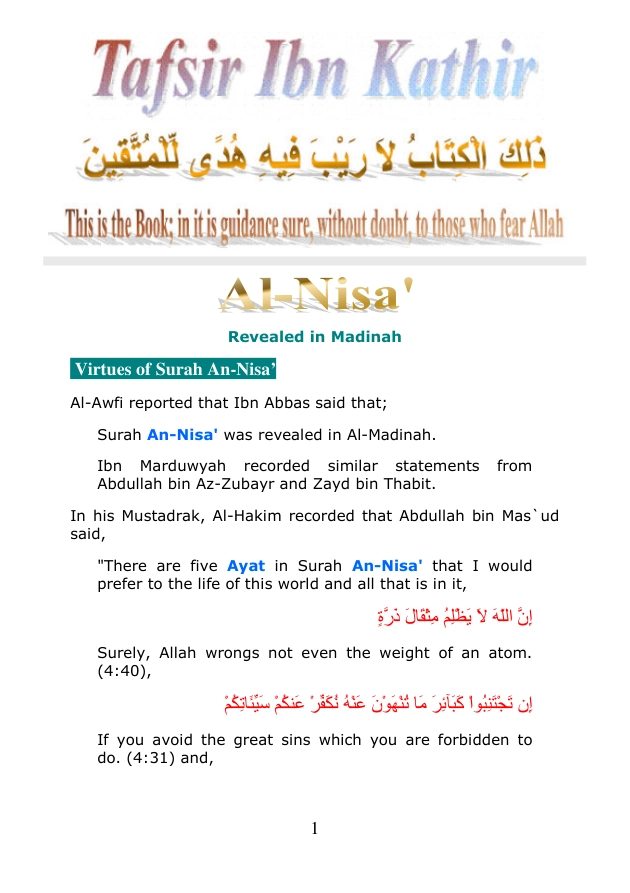 Tafsir Ibn Kathir
ذَلِكَ الْكِتَابُ لاَ رَيْبَ فِيهِ هُدًى لِّلْمُتَّقِينَ
This is the Book; in it is guidance sure, without doubt, to those who fear Allah
Al-Nisa'
Revealed in Madinah
Virtues of Surah An-Nisa’
Al-Awfi reported that Ibn Abbas said that;
Surah An-Nisa' was revealed in Al-Madinah.
Ibn Marduwyah recorded similar statements from
Abdullah bin Az-Zubayr and Zayd bin Thabit.
In his Mustadrak, Al-Hakim recorded that Abdullah bin Mas`ud
said,
"There are five Ayat in Surah An-Nisa' that I would
prefer to the life of this world and all that is in it,
إِنَّ اللّهَ لاَ يَظْلِمُ مِثْقَالَ ذَرَّةٍ
Surely, Allah wrongs not even the weight of an atom.
(4:40),
إِن تَجْتَنِبُواْ كَبَآئِرَ مَا تُنْهَوْنَ عَنْهُ نُكَفِّرْ عَنكُمْ سَيِّئَاتِكُمْ
If you avoid the great sins which you are forbidden to
do. (4:31) and,
1